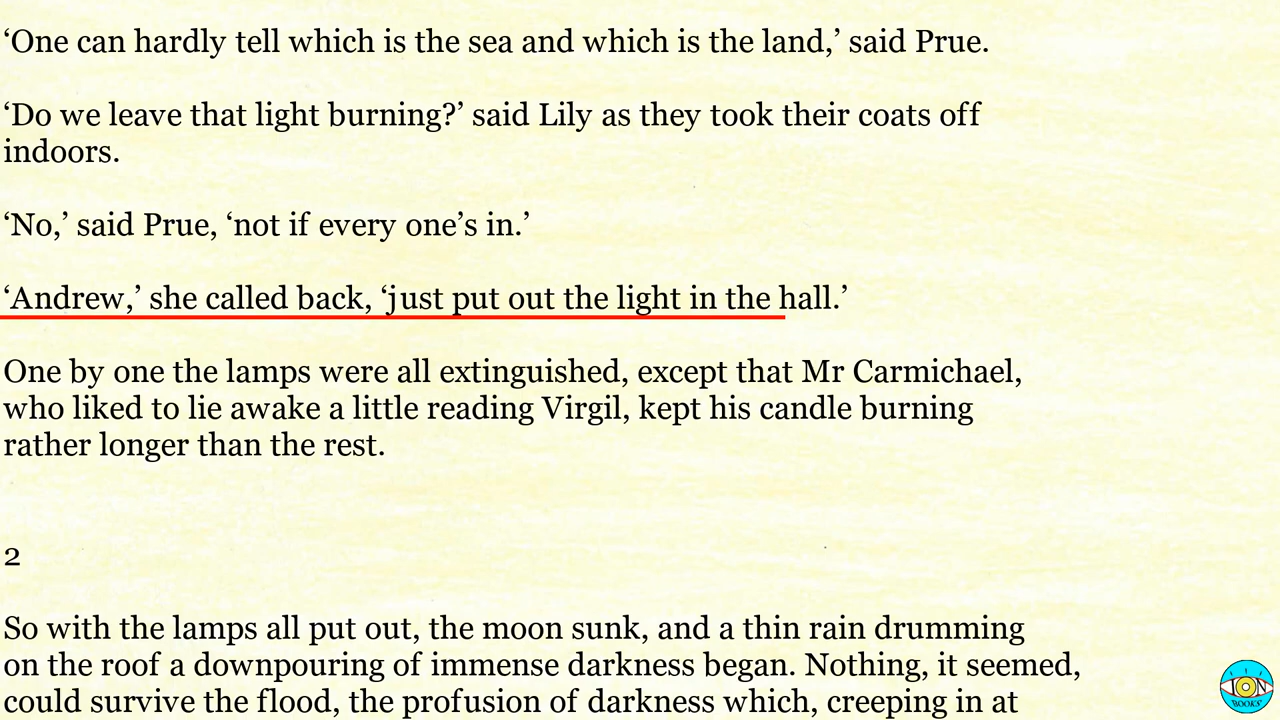 ‘One can hardly tell which is the sea and which is the land,’ said Prue.
‘Do we leave that light burning?’ said Lily as they took their coats off
indoors.
‘No,’ said Prue, ‘not if every one’s in.’
‘Andrew,’ she called back, ‘just put out the light in the hall.’
One by one the lamps were all extinguished, except that Mr Carmichael,
who liked to lie awake a little reading Virgil, kept his candle burning
rather longer than the rest.
2
So with the lamps all put out, the moon sunk, and a thin rain drumming
on the roof a downpouring of immense darkness began. Nothing, it seemed,
could survive the flood, the profusion of darkness which, creeping in at
ION
BOOKS